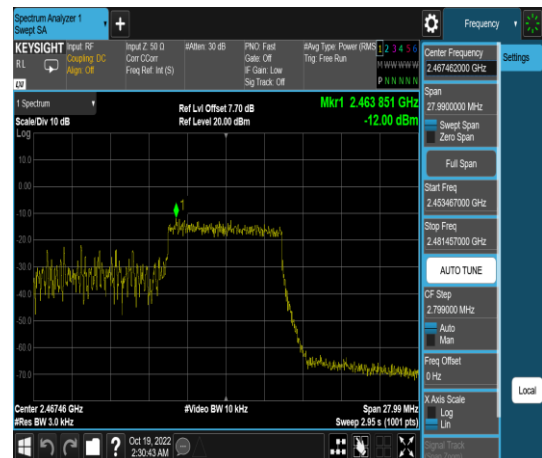 Spectrum Analyzer 1
Swept SA
+
Frequency
KEYSIGHT
RL
Input: RF
Coupling: DC
Align: Off
Input Z: 50 Ω
Corr CCorr
Freq Ref: Int (S)
#Atten: 30 dB
PNO: Fast
Gate: Off
IF Gain: Low
Sig Track: Off
#Avg Type: Power (RMS
Trig: Free Run
1 2 3 4 5 6
M W W W W W
P N N N N N
Settings
1 Spectrum
Scale/Div 10 dB
Log
Ref Lvl Offset 7.70 dB
Ref Level 20.00 dBm
Mkr1 2.463 851 GHz
-12.00 dBm
10.0
0.00
-10.0
-20.0
-30.0
-40.0
-50.0
-70.0
1
Center 2.46746 GHz
#Res BW 3.0 kHz
#Video BW 10 kHz
Span 27.99 MHz
Sweep 2.95 s (1001 pts)
Center Frequency
2.467462000 GHz
Span
27.9900000 MHz
Swept Span
Zero Span
Full Span
Start Freq
2.453467000 GHz
Stop Freq
2.481457000 GHz
AUTO TUNE
CF Step
2.799000 MHz
Auto
Man
Freq Offset
0 Hz
X Axis Scale
Log
Lin
Signal Track
Local
?
Oct 19, 2022
2:30:43 AM